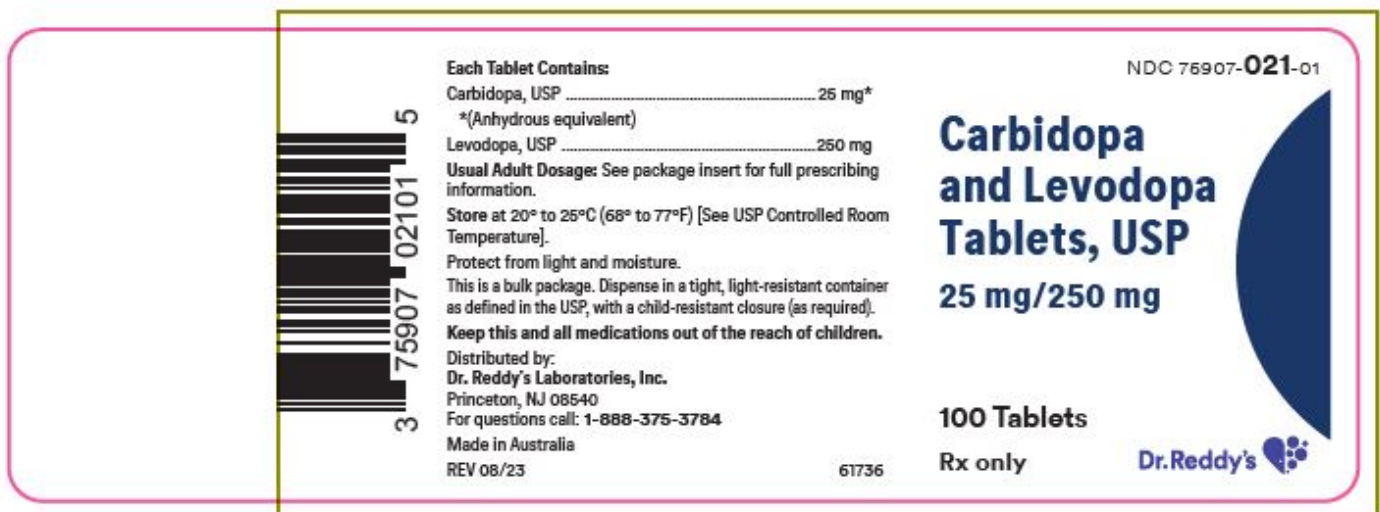 3 75907 02101 5
Each Tablet Contains:
Carbidopa, USP ........................................................ 25 mg*
*(Anhydrous equivalent)
Levodopa, USP ........................................................ 250 mg
Usual Adult Dosage: See package insert for full prescribing
information.
Store at 20° to 25°C (68° to 77°F) [See USP Controlled Room
Temperature].
Protect from light and moisture.
This is a bulk package. Dispense in a tight, light-resistant container
as defined in the USP, with a child-resistant closure (as required).
Keep this and all medications out of the reach of children.
Distributed by:
Dr. Reddy's Laboratories, Inc.
Princeton, NJ 08540
For questions call: 1-888-375-3784
Made in Australia
REV 08/23 61736
NDC 75907-021-01
Carbidopa
and Levodopa
Tablets, USP
25 mg/250 mg
100 Tablets
Rx only
Dr.Reddy's